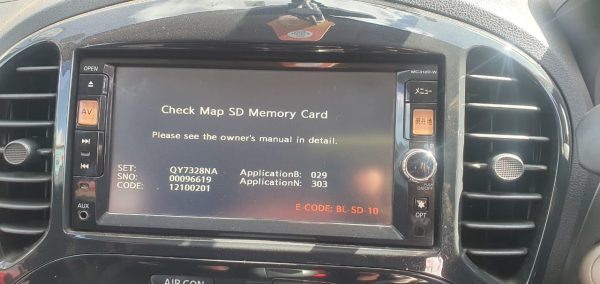 OPEN
MC312D-W
メニュー
AV
現在地
Check Map SD Memory Card
Please see the owner's manual in detail.
SET: QY7328NA ApplicationB: 029
SNO: 00096619 ApplicationN: 303
CODE: 12100201
E-CODE: BL-SD-10
AUX
PUSH
OPT
AIR CON